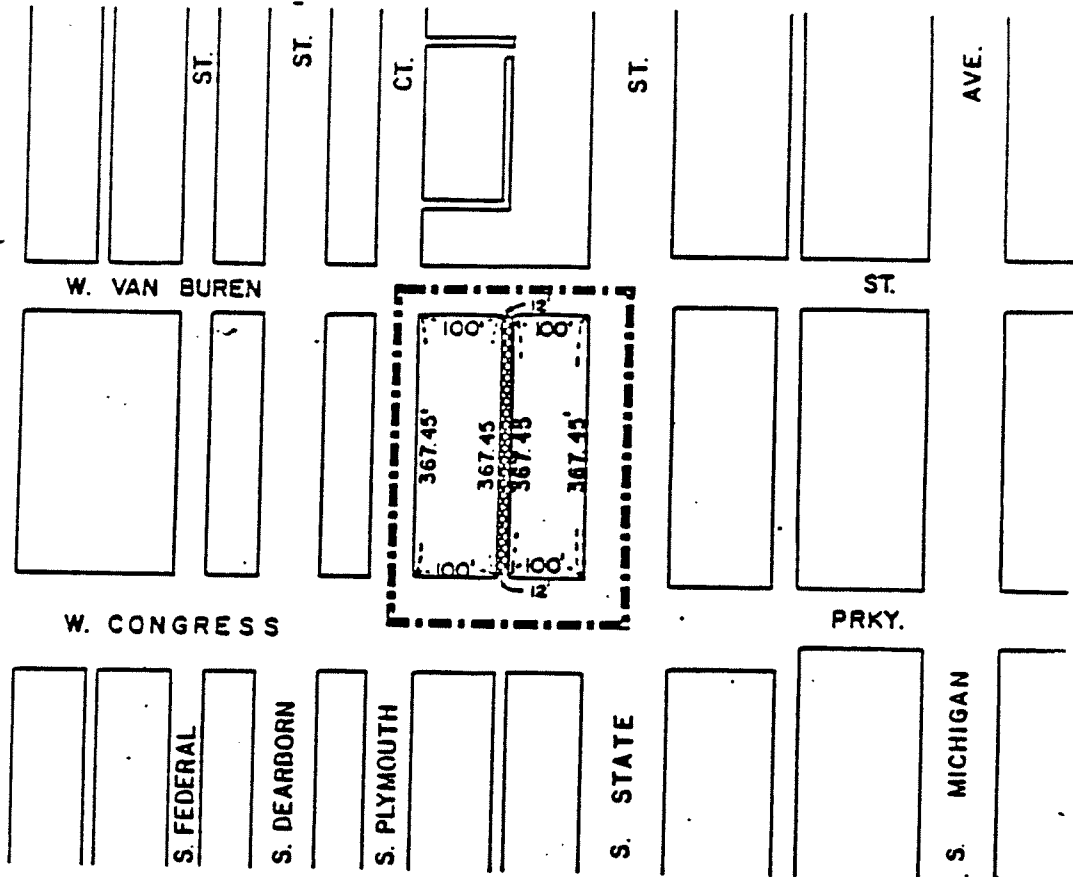 ST.
ST.
CT.
ST.
AVE.
W. VAN BUREN
ST.
12'
100'
100'
367.45'
367.45
367.45'
367.45'
100'
100'
12'
W. CONGRESS
PRKY.
S. FEDERAL
S. DEARBORN
S. PLYMOUTH
S. STATE
S. MICHIGAN